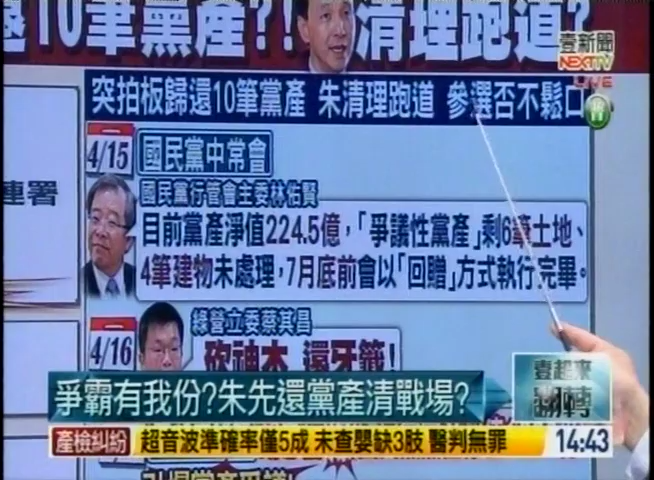 還10筆黨產?!
清理跑道?
壹新聞
NEXTTV
LIVE
突拍板歸還10筆黨產 朱清理跑道 參選否不鬆口
普
連署
4/15
國民黨中常會
國民黨行管會主委林佑賢
目前黨產淨值224.5億,「爭議性黨產」剩6筆土地、
4筆建物未處理,7月底前會以「回贈」方式執行完畢。
4/16
綠營立委蔡其昌
砍神木 還牙籤!
爭霸有我份?朱先還黨產清戰場?
壹起來
翻轉
產檢糾紛
超音波準確率僅5成 未查嬰缺3肢 醫判無罪
14:43